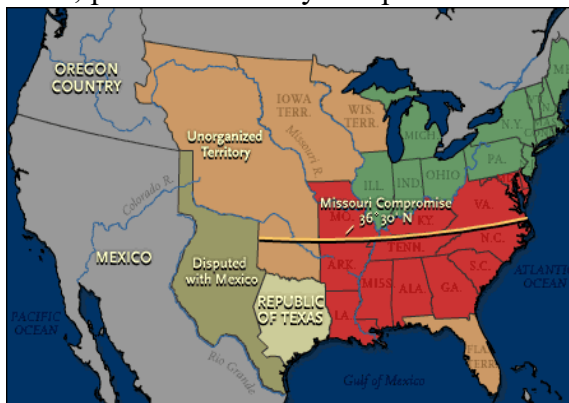 OREGON
COUNTRY
IOWA
TERR.
WIS.
TERR.
MICH.
N.Y.
Unorganized
Territory
Missouri R.
PA.
ILL.
IND.
OHIO
Colorado R.
Missouri Compromise
36°30' N
MO.
KY.
VA.
MEXICO
Disputed
with Mexico
TENN.
N.C.
ARK.
S.C.
ATLANTIC
OCEAN
REPUBLIC
OF TEXAS
MISS.
ALA.
GA.
LA.
PACIFIC
OCEAN
Rio Grande
FLA.
TERR.
Gulf of Mexico